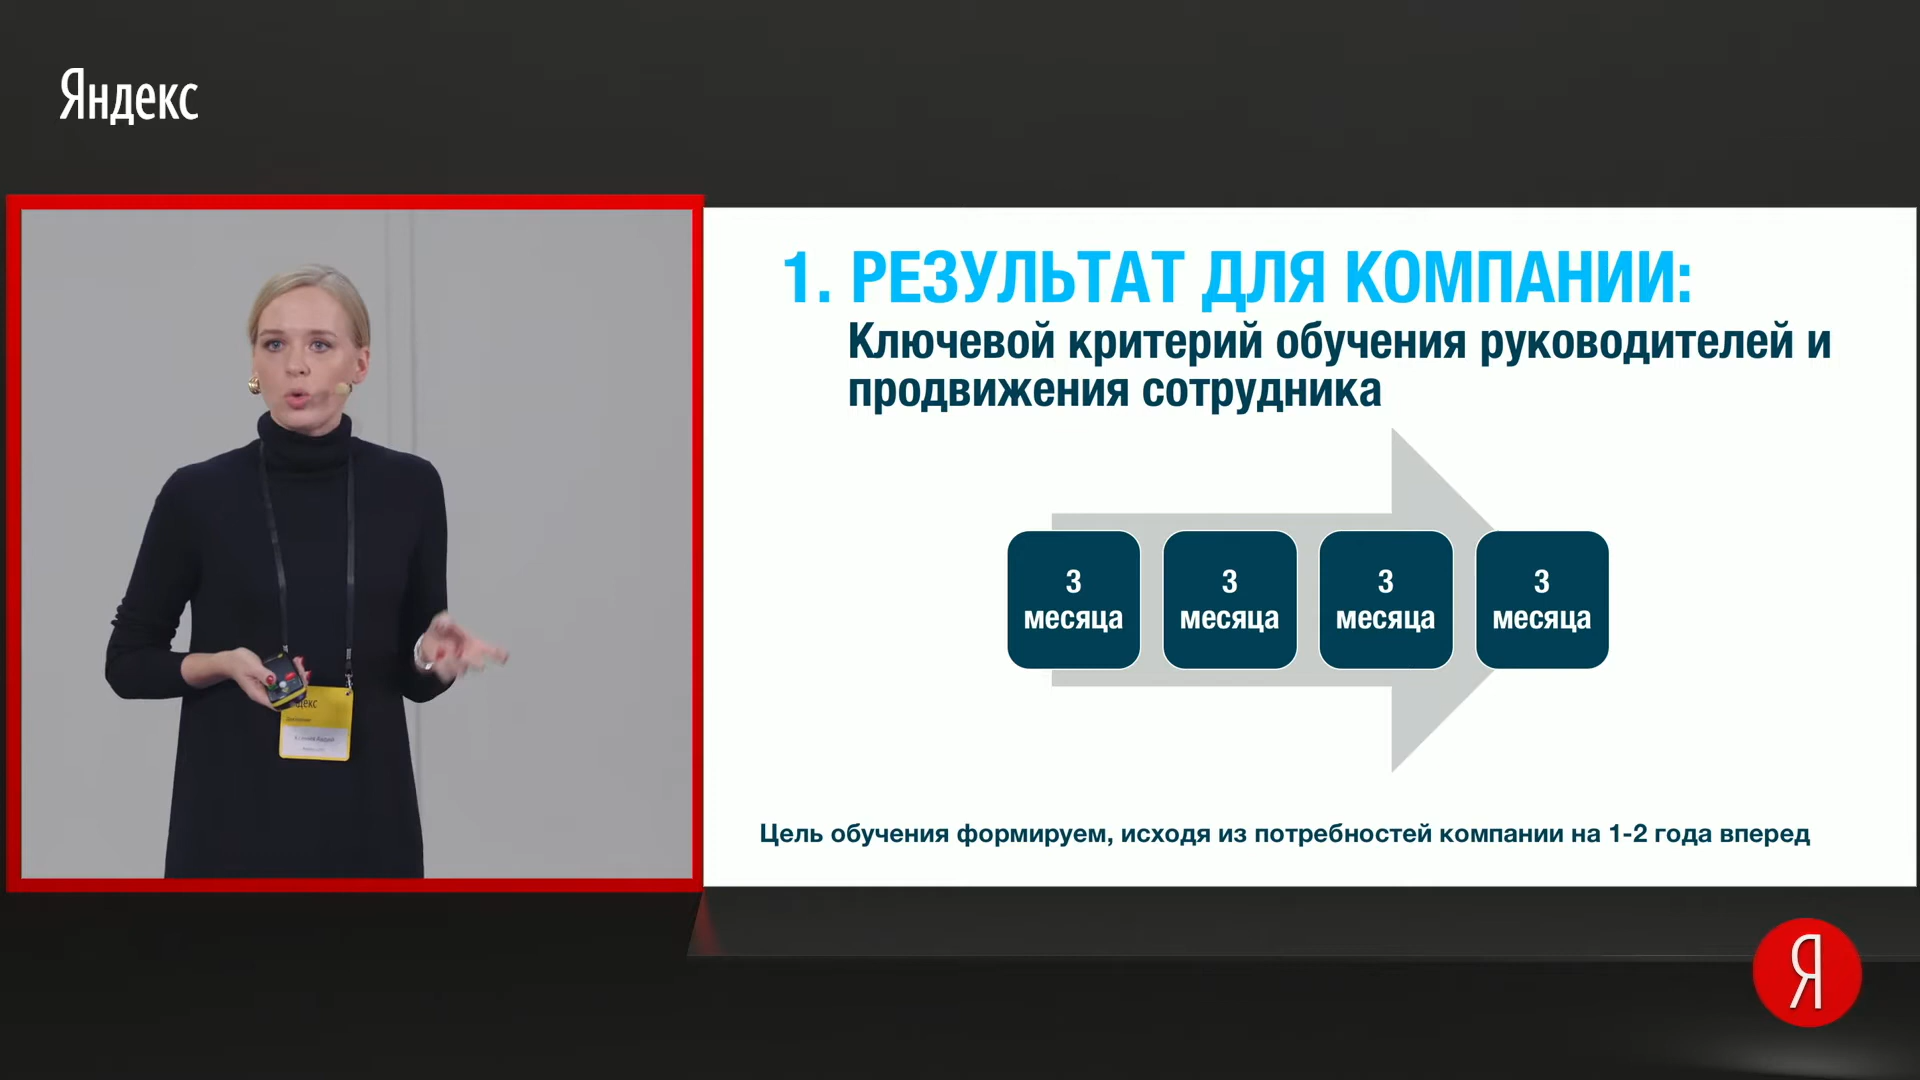 Яндекс
1. РЕЗУЛЬТАТ ДЛЯ КОМПАНИИ:
Ключевой критерий обучения руководителей и
продвижения сотрудника
3
месяца
3
месяца
3
месяца
3
месяца
Цель обучения формируем, исходя из потребностей компании на 1-2 года вперед
Я